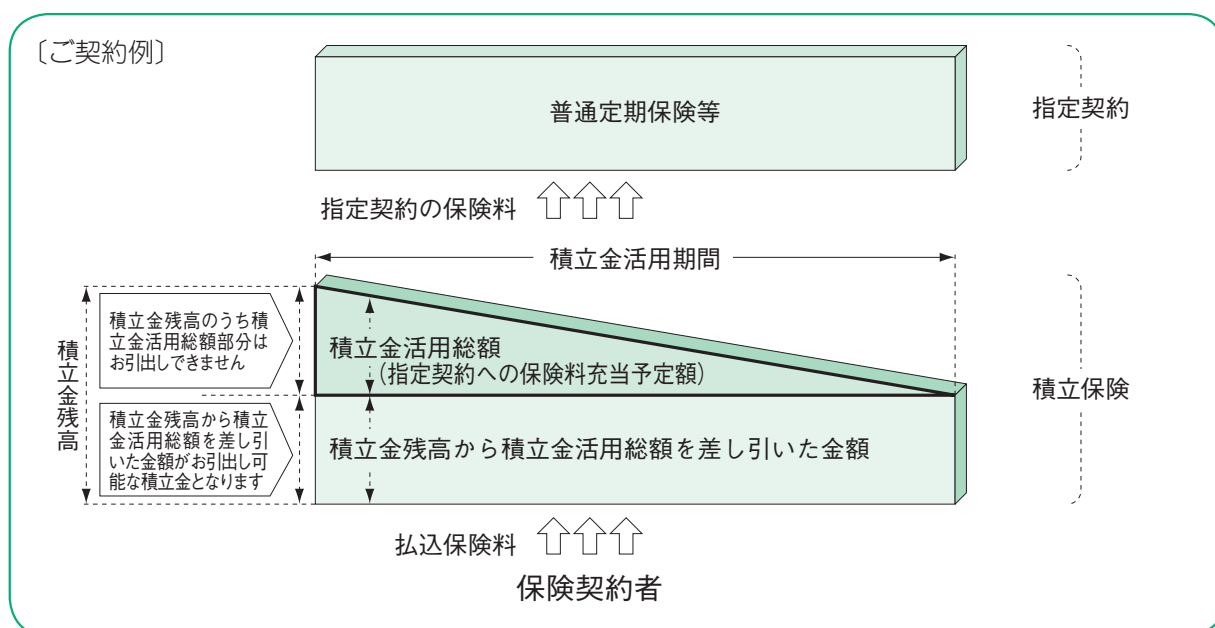 〔ご契約例〕
普通定期保険等
指定契約
指定契約の保険料
積立金活用期間
積立金残高
積立金残高のうち積
立金活用総額部分は
お引出しできません
積立金活用総額
(指定契約への保険料充当予定額)
積立保険
積立金残高から積立
金活用総額を差し引
いた金額がお引出し可
能な積立金となります
積立金残高から積立金活用総額を差し引いた金額
払込保険料
保険契約者